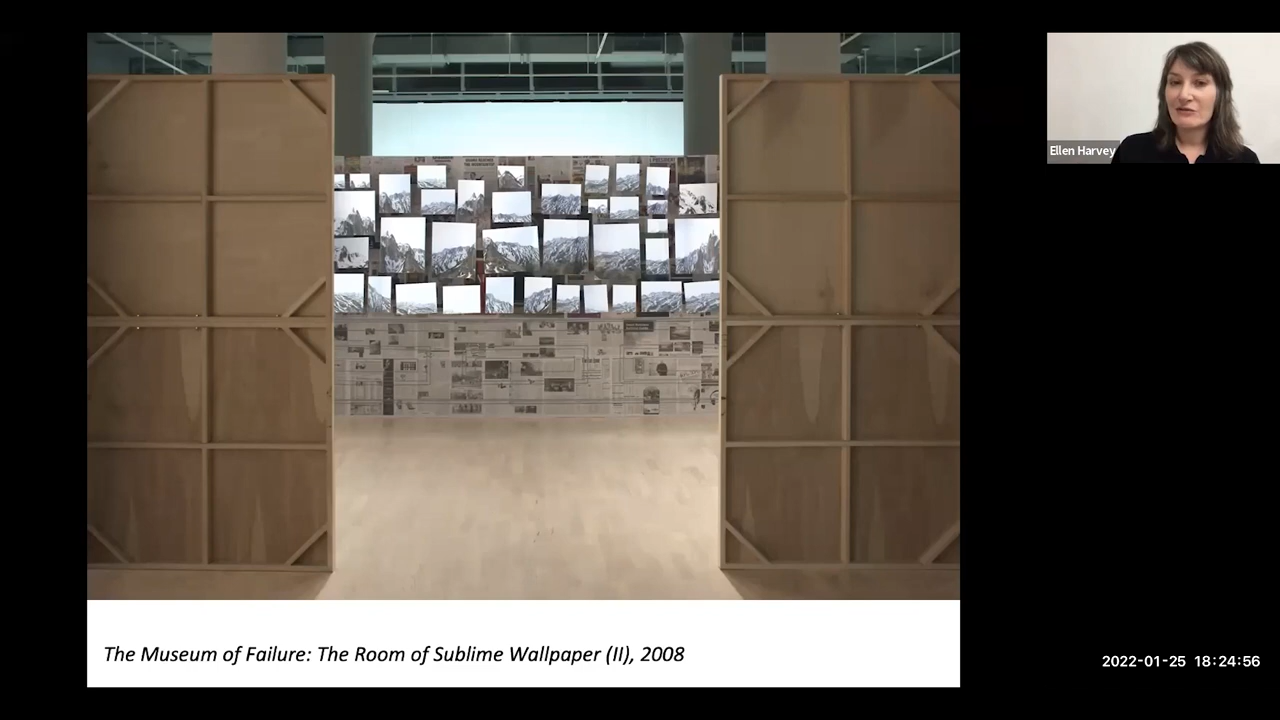 Ellen Harvey
The Museum of Failure: The Room of Sublime Wallpaper (II), 2008
2022-01-25 18:24:56